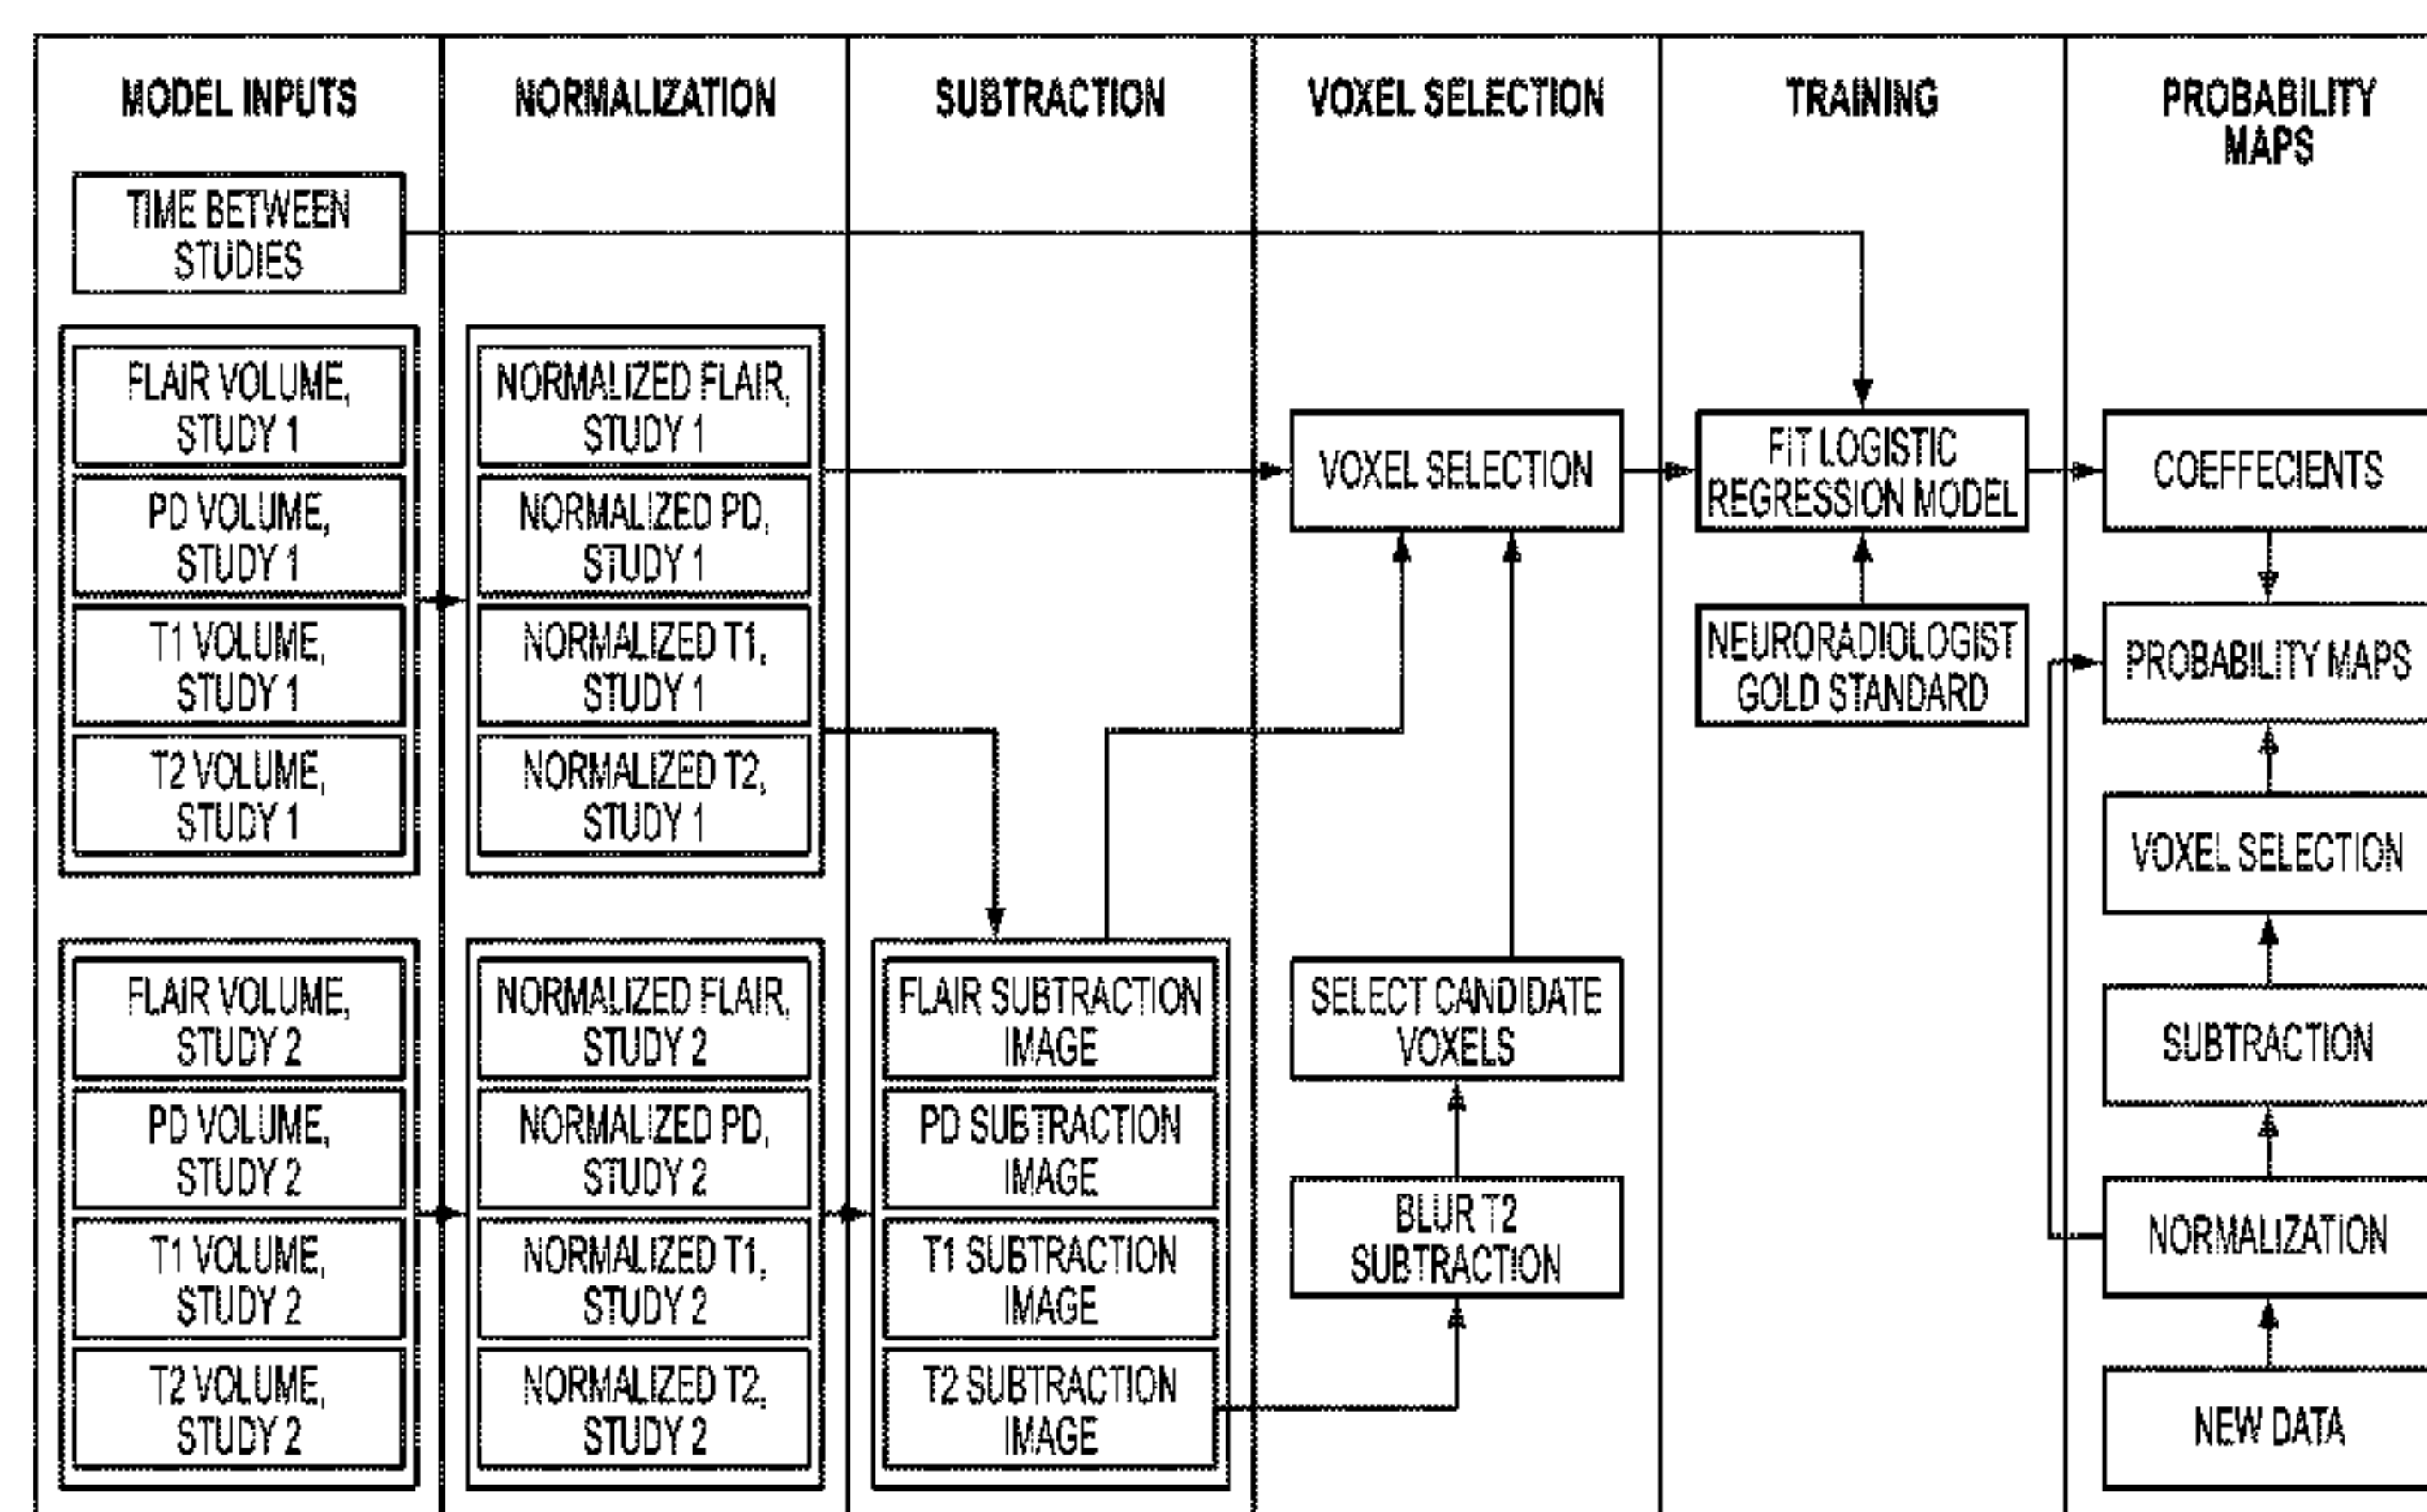 MODEL INPUTS
TIME BETWEEN
STUDIES
FLAIR VOLUME,
STUDY 1
PD VOLUME,
STUDY 1
T1 VOLUME,
STUDY 1
T2 VOLUME,
STUDY 1
FLAIR VOLUME,
STUDY 2
PD VOLUME,
STUDY 2
T1 VOLUME,
STUDY 2
T2 VOLUME,
STUDY 2
NORMALIZATION
NORMALIZED FLAIR,
STUDY 1
NORMALIZED PD,
STUDY 1
NORMALIZED T1,
STUDY 1
NORMALIZED T2,
STUDY 1
NORMALIZED FLAIR,
STUDY 2
NORMALIZED PD,
STUDY 2
NORMALIZED T1,
STUDY 2
NORMALIZED T2,
STUDY 2
SUBTRACTION
FLAIR SUBTRACTION
IMAGE
PD SUBTRACTION
IMAGE
T1 SUBTRACTION
IMAGE
T2 SUBTRACTION
IMAGE
VOXEL SELECTION
VOXEL SELECTION
SELECT CANDIDATE
VOXELS
BLUR T2
SUBTRACTION
TRAINING
FIT LOGISTIC
REGRESSION MODEL
NEURORADIOLOGIST
GOLD STANDARD
PROBABILITY
MAPS
COEFFECIENTS
PROBABILITY MAPS
VOXEL SELECTION
SUBTRACTION
NORMALIZATION
NEW DATA